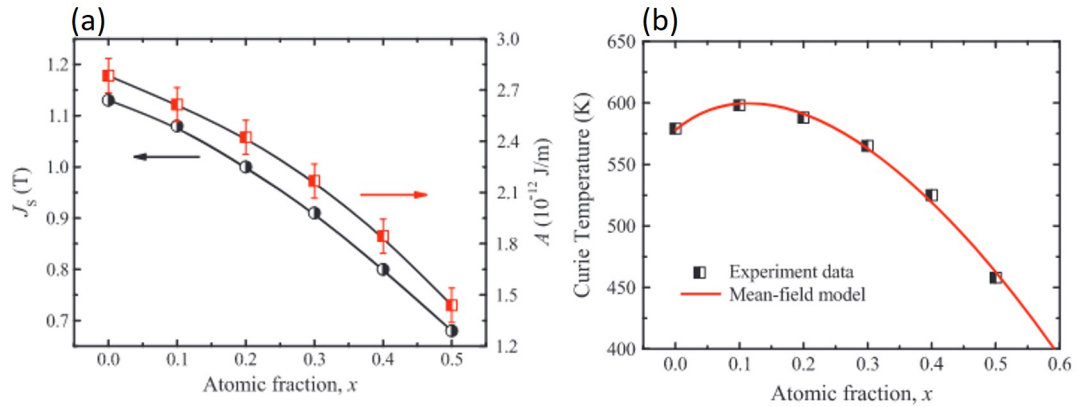 (a)
1.2
1.1
1.0
0.9
0.8
0.7
J_s (T)
3.0
2.7
2.4
2.1
1.8
1.5
1.2
A (10^-12 J/m)
0.0 0.1 0.2 0.3 0.4 0.5
Atomic fraction, x
(b)
650
600
550
500
450
400
Curie Temperature (K)
Experiment data
Mean-field model
0.0 0.1 0.2 0.3 0.4 0.5 0.6
Atomic fraction, x